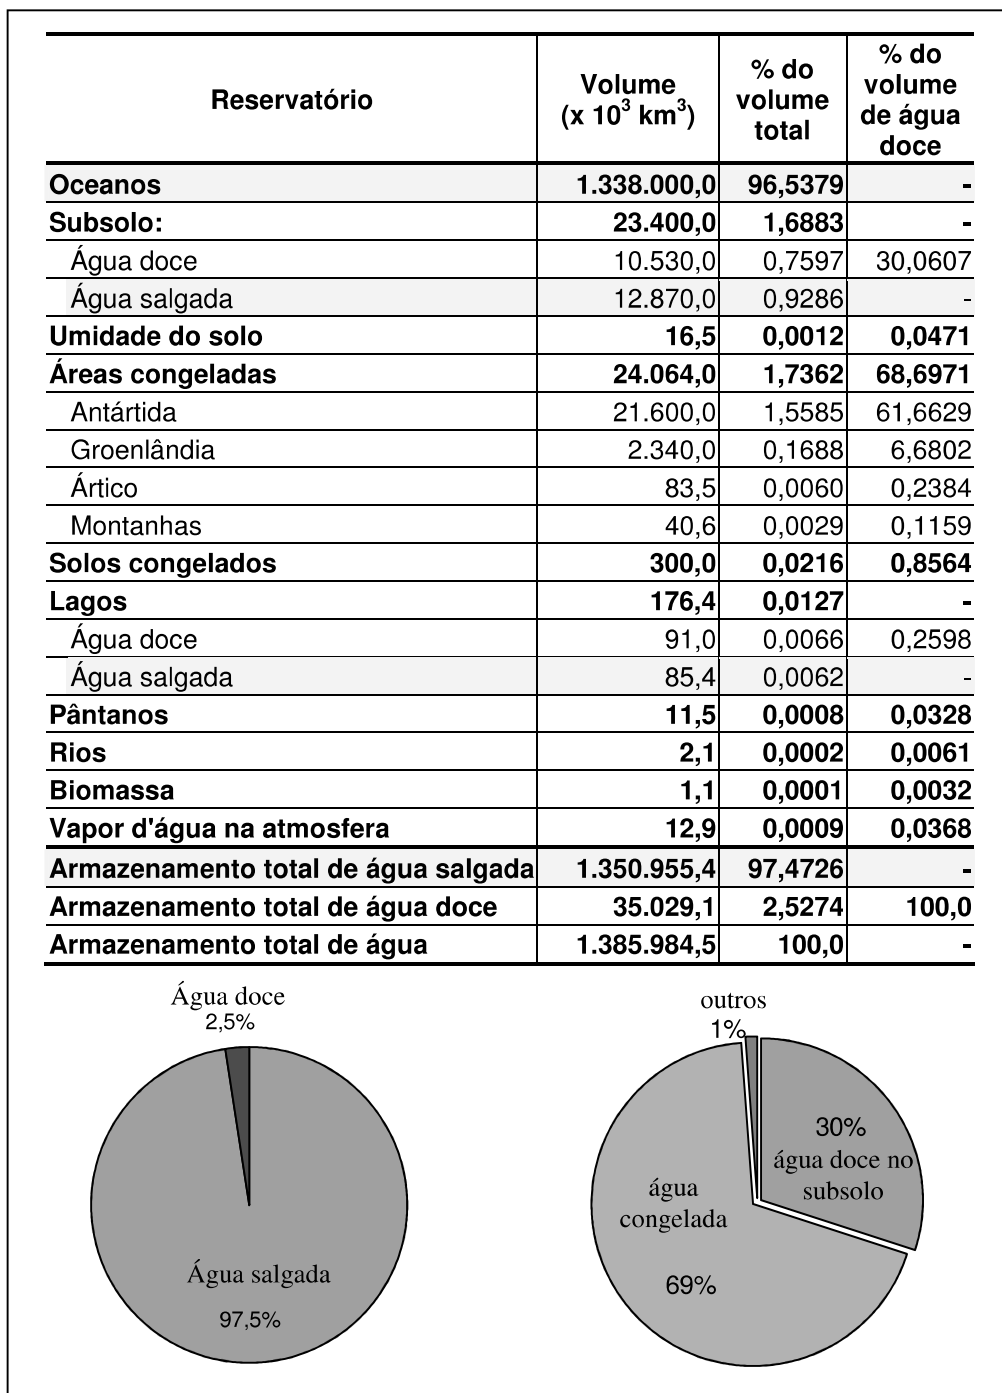 Reservatório Volume (x 10³ km³) % do volume total % do volume de água doce
Oceanos 1.338.000,0 96,5379 -
Subsolo: 23.400,0 1,6883 -
Água doce 10.530,0 0,7597 30,0607
Água salgada 12.870,0 0,9286 -
Umidade do solo 16,5 0,0012 0,0471
Áreas congeladas 24.064,0 1,7362 68,6971
Antártida 21.600,0 1,5585 61,6629
Groenlândia 2.340,0 0,1688 6,6802
Ártico 83,5 0,0060 0,2384
Montanhas 40,6 0,0029 0,1159
Solos congelados 300,0 0,0216 0,8564
Lagos 176,4 0,0127 -
Água doce 91,0 0,0066 0,2598
Água salgada 85,4 0,0062 -
Pântanos 11,5 0,0008 0,0328
Rios 2,1 0,0002 0,0061
Biomassa 1,1 0,0001 0,0032
Vapor d'água na atmosfera 12,9 0,0009 0,0368
Armazenamento total de água salgada 1.350.955,4 97,4726 -
Armazenamento total de água doce 35.029,1 2,5274 100,0
Armazenamento total de água 1.385.984,5 100,0 -
Água doce
2,5%
Água salgada
97,5%
outros
1%
30%
água doce no
subsolo
água
congelada
69%